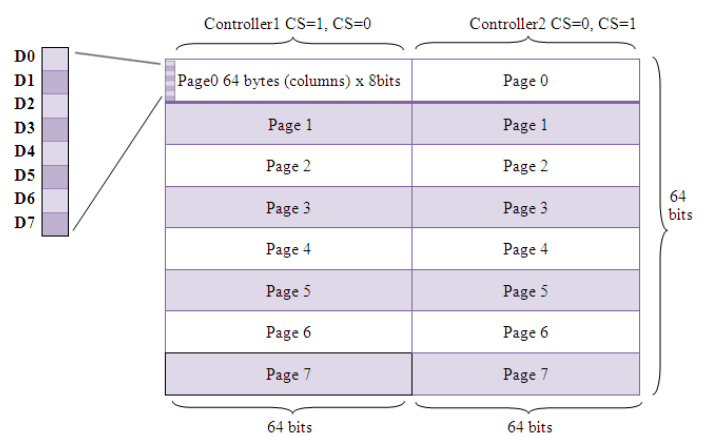 Controller1 CS=1, CS=0
Controller2 CS=0, CS=1
D0
D1
D2
D3
D4
D5
D6
D7
Page0 64 bytes (columns) x 8bits
Page 0
Page 1
Page 1
Page 2
Page 2
Page 3
Page 3
Page 4
Page 4
Page 5
Page 5
Page 6
Page 6
Page 7
Page 7
64
bits
64 bits
64 bits